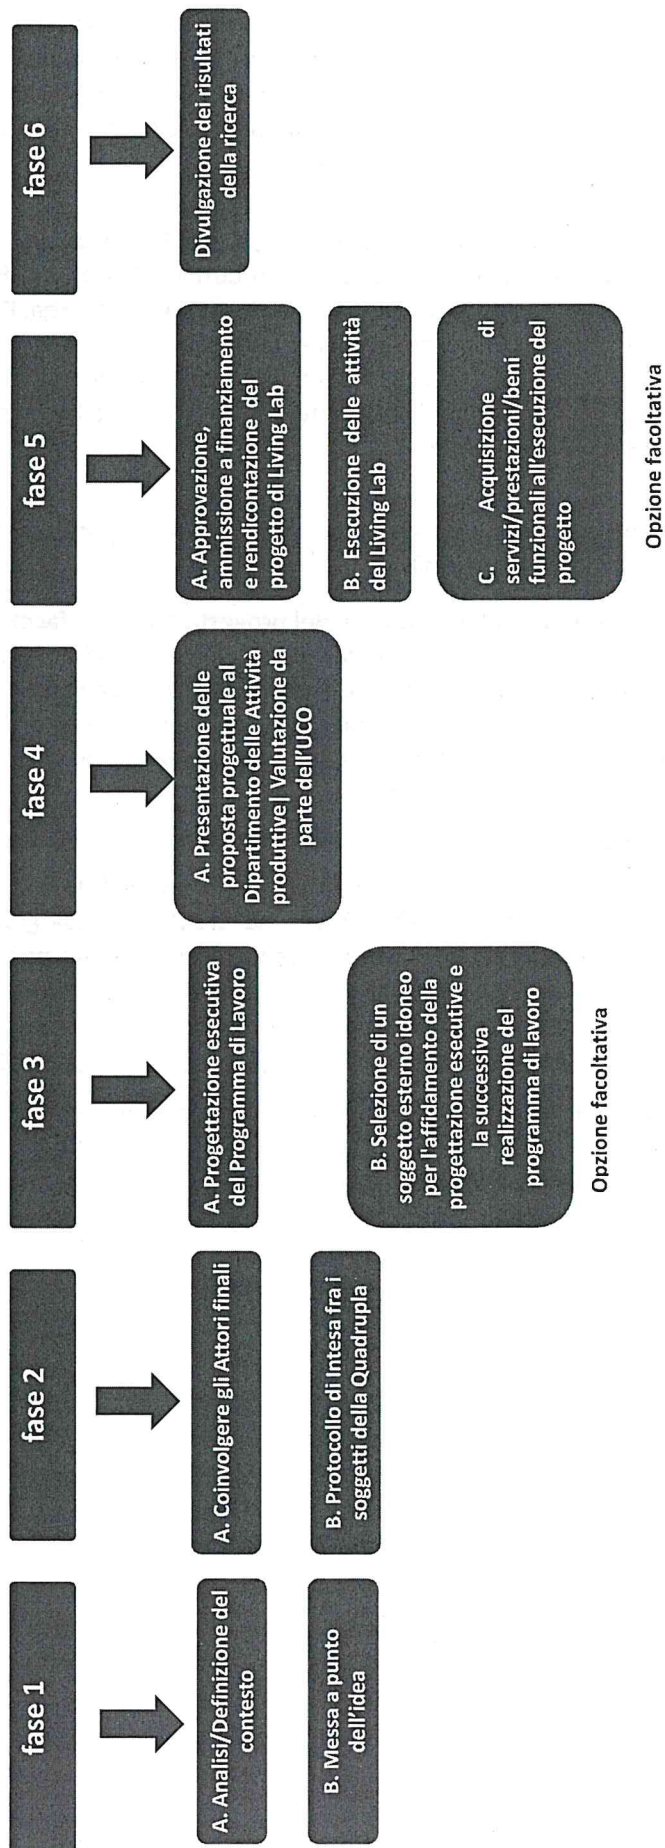 fase 1
A. Analisi/Definizione del
contesto
B. Messa a punto
dell'idea
fase 2
A. Coinvolgere gli Attori finali
B. Protocollo di Intesa fra i
soggetti della Quadrupla
fase 3
A. Progettazione esecutiva
del Programma di Lavoro
B. Selezione di un
soggetto esterno idoneo
per l'affidamento della
progettazione esecutive e
la successiva
realizzazione del
programma di lavoro
Opzione facoltativa
fase 4
A. Presentazione delle
proposta progettuale al
Dipartimento delle Attività
produttive| Valutazione da
parte dell'UCO
fase 5
A. Approvazione,
ammissione a finanziamento
e rendicontazione del
progetto di Living Lab
B. Esecuzione delle attività
del Living Lab
C. Acquisizione di
servizi/prestazioni/beni
funzionali all'esecuzione del
progetto
Opzione facoltativa
fase 6
Divulgazione dei risultati
della ricerca